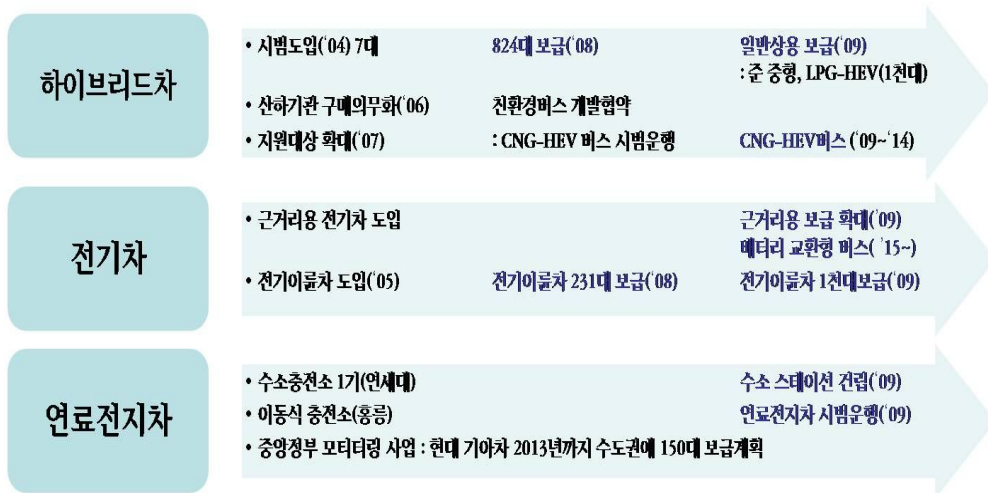 하이브리드차
• 시범도입(‘04) 7대 824대 보급(‘08) 일반상용 보급(‘09)
: 준 중형, LPG-HEV(1천대)
• 산하기관 구매의무화(‘06) 친환경버스 개발협약
• 지원대상 확대(‘07) : CNG-HEV 버스 시범운행 CNG-HEV버스 (‘09~‘14)
전기차
• 근거리용 전기차 도입 근거리용 보급 확대(‘09)
배터리 교환형 버스( ’15~)
• 전기이륜차 도입(‘05) 전기이륜차 231대 보급(‘08) 전기이륜차 1천대보급(‘09)
연료전지차
• 수소충전소 1기(연세대) 수소 스테이션 건립(‘09)
• 이동식 충전소(홍릉) 연료전지차 시범운행(‘09)
• 중앙정부 모터터링 사업 : 현대 기아차 2013년까지 수도권에 150대 보급계획